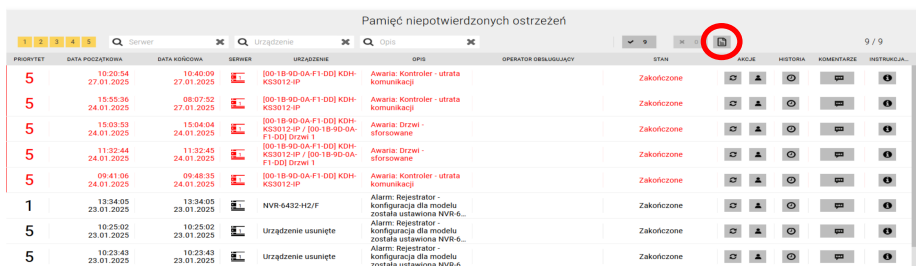 Pamięć niepotwierdzonych ostrzeżeń
1 2 3 4 5 Serwer Urządzenie Opis 9 0 9 / 9
PRIORYTET DATA POCZĄTKOWA DATA KOŃCOWA SERWER URZĄDZENIE OPIS OPERATOR OBSŁUGUJĄCY STAN AKCJE HISTORIA KOMENTARZE INSTRUKCJA...
5 10:20:54 10:40:09 1 [00-1B-9D-0A-F1-DD] KDH- Awaria: Kontroler - utrata Zakończone
27.01.2025 27.01.2025 KS3012-IP komunikacji
5 15:55:36 08:07:52 1 [00-1B-9D-0A-F1-DD] KDH- Awaria: Kontroler - utrata Zakończone
24.01.2025 27.01.2025 KS3012-IP komunikacji
5 15:03:53 15:04:04 1 [00-1B-9D-0A-F1-DD] KDH- Awaria: Drzwi - Zakończone
24.01.2025 24.01.2025 KS3012-IP / [00-1B-9D-0A- sforsowane
F1-DD] Drzwi 1
5 11:32:44 11:32:45 1 [00-1B-9D-0A-F1-DD] KDH- Awaria: Drzwi - Zakończone
24.01.2025 24.01.2025 KS3012-IP / [00-1B-9D-0A- sforsowane
F1-DD] Drzwi 1
5 09:41:06 09:48:35 1 [00-1B-9D-0A-F1-DD] KDH- Awaria: Kontroler - utrata Zakończone
24.01.2025 24.01.2025 KS3012-IP komunikacji
1 13:34:05 13:34:05 1 NVR-6432-H2/F Alarm: Rejestrator - Zakończone
23.01.2025 23.01.2025 konfiguracja dla modelu
została ustawiona NVR-6...
5 10:25:02 10:25:02 1 Urządzenie usunięte Alarm: Rejestrator - Zakończone
23.01.2025 23.01.2025 konfiguracja dla modelu
została ustawiona NVR-6...
5 10:23:43 10:23:43 1 Urządzenie usunięte Alarm: Rejestrator - Zakończone
23.01.2025 23.01.2025 konfiguracja dla modelu
została ustawiona NVR-6